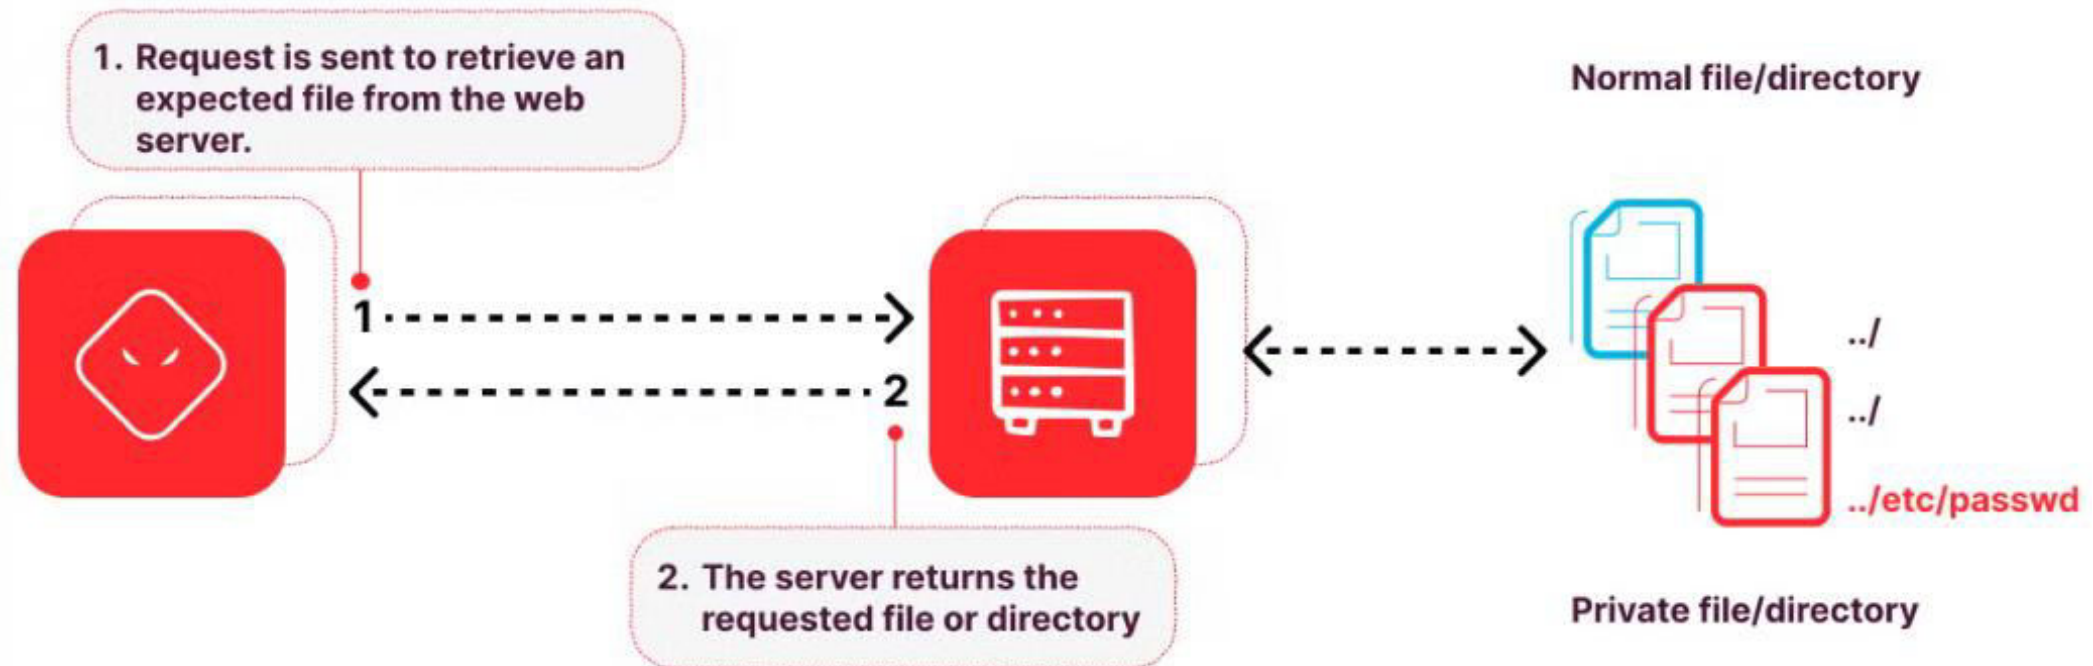 1. Request is sent to retrieve an
expected file from the web
server.
Normal file/directory
1
2
../
../
../etc/passwd
2. The server returns the
requested file or directory
Private file/directory